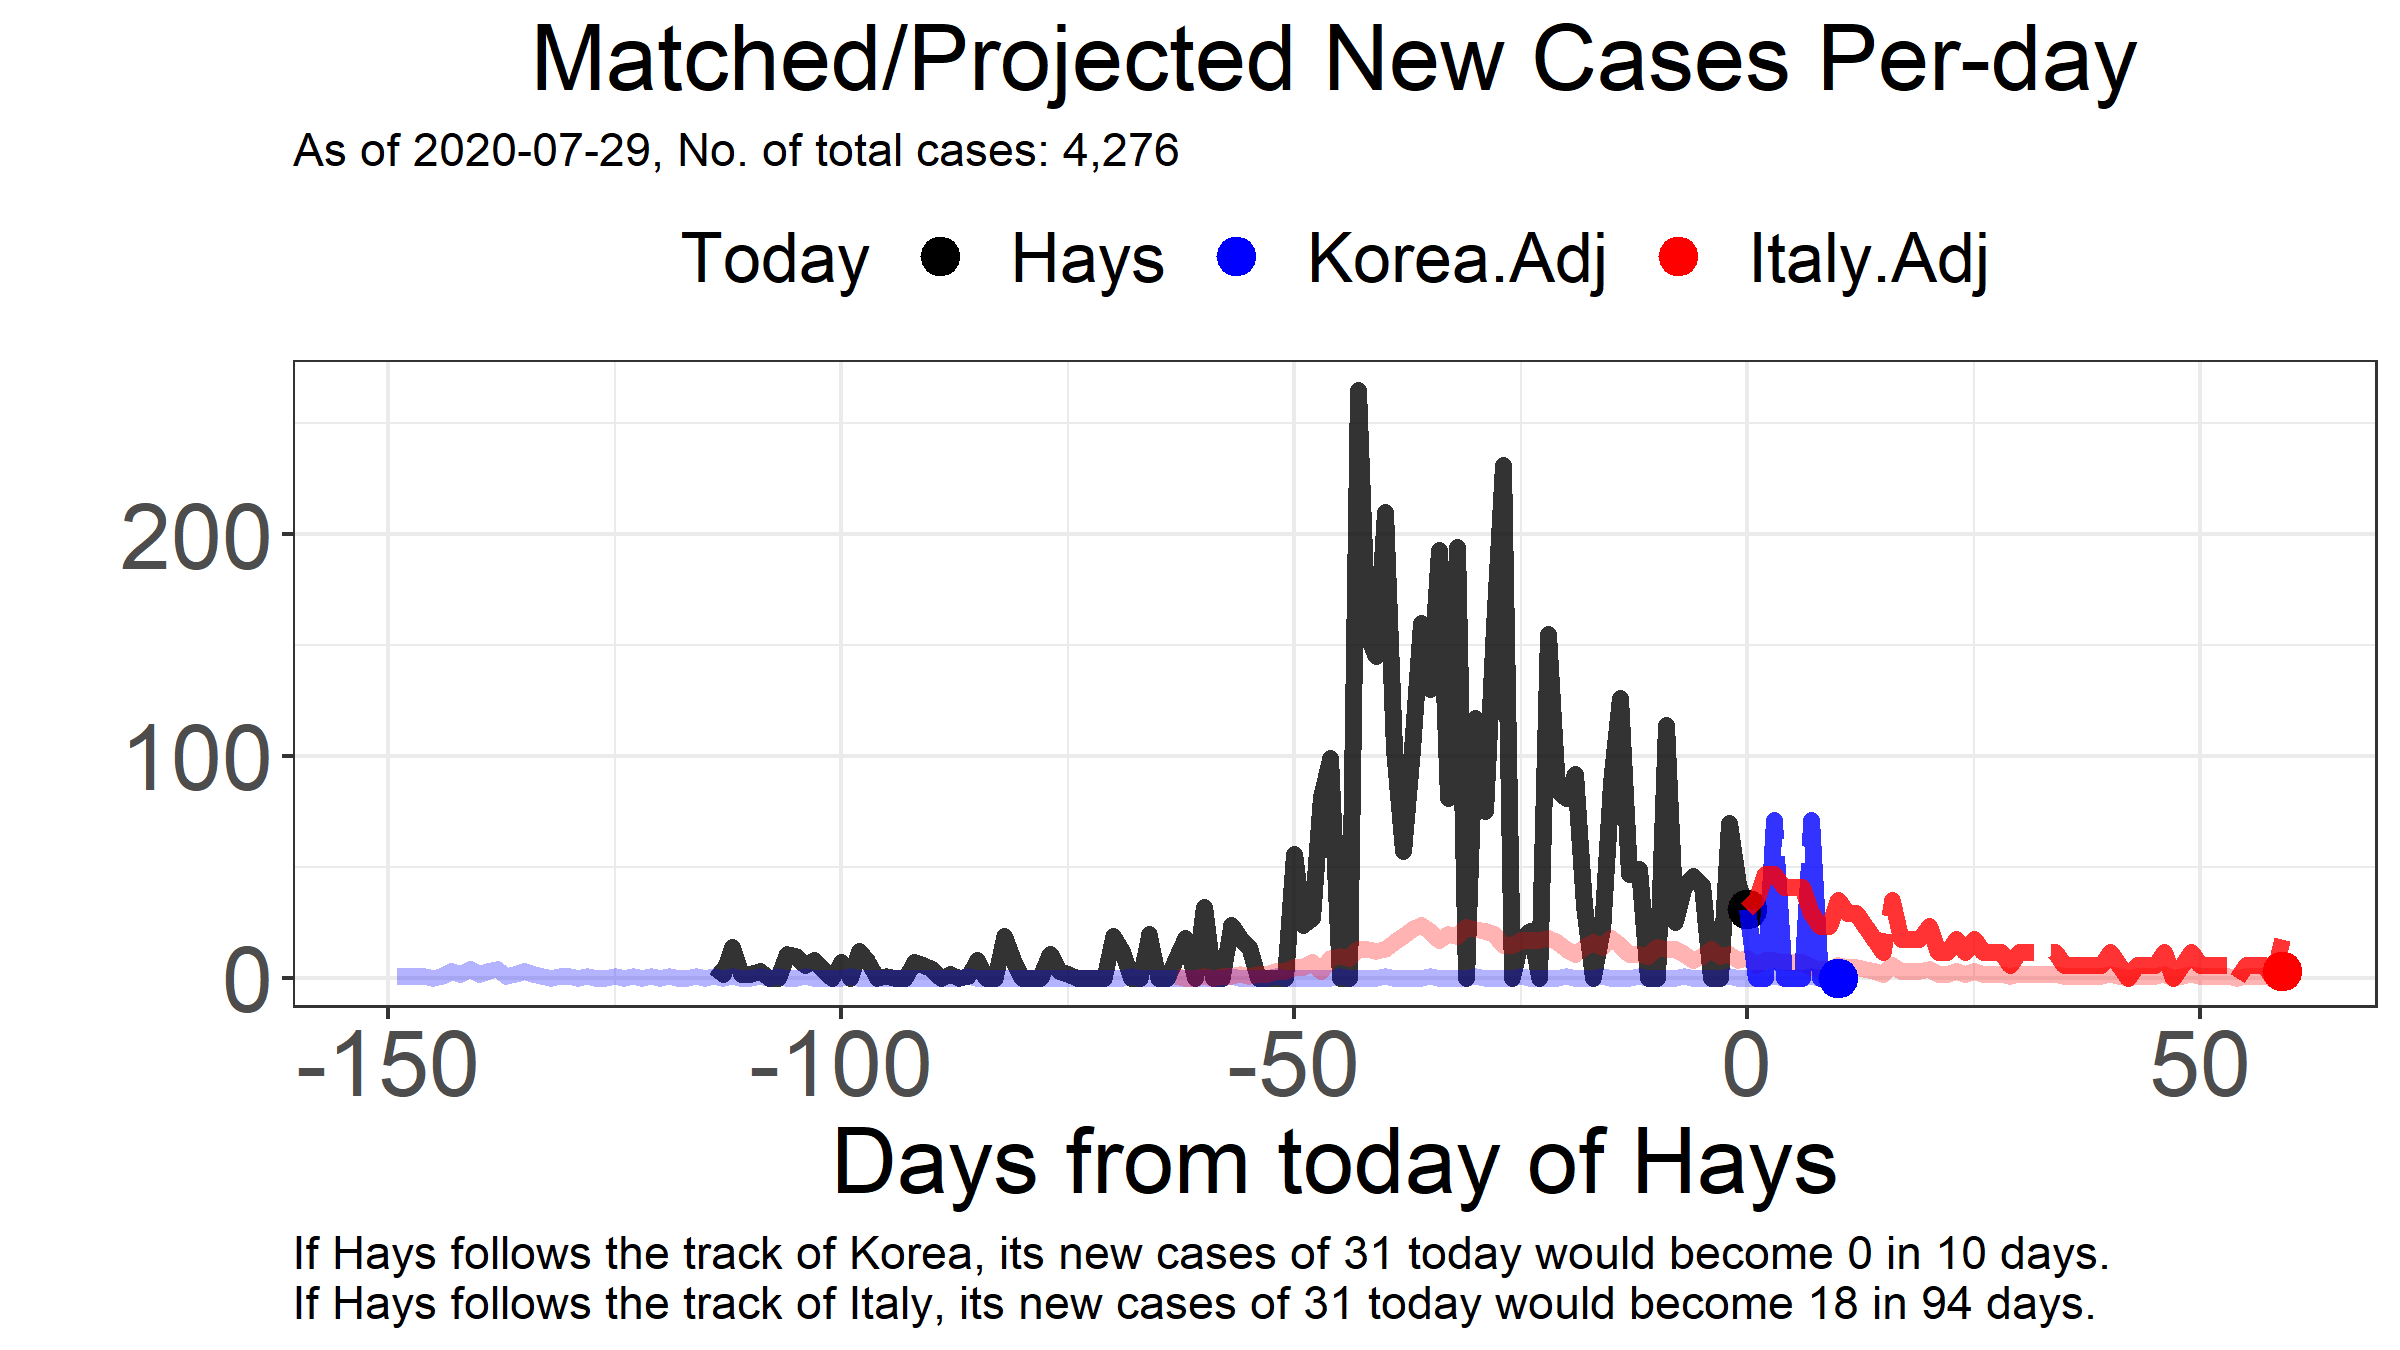 Matched/Projected New Cases Per-day
As of 2020-07-29, No. of total cases: 4,276
Today Hays Korea.Adj Italy.Adj
200
100
0
-150 -100 -50 0 50
Days from today of Hays
If Hays follows the track of Korea, its new cases of 31 today would become 0 in 10 days.
If Hays follows the track of Italy, its new cases of 31 today would become 18 in 94 days.